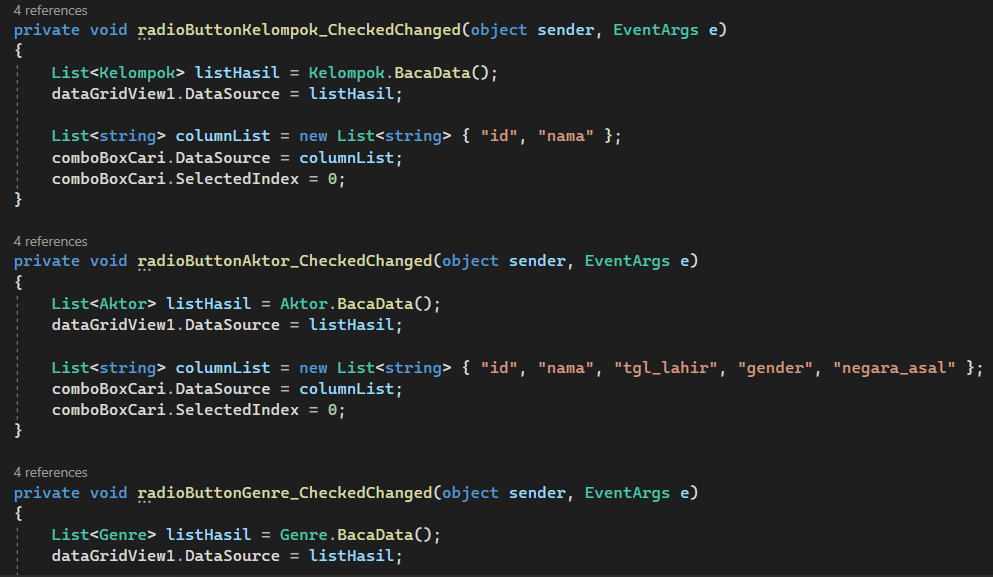 4 references
private void radioButtonKelompok_CheckedChanged(object sender, EventArgs e)
{
    List<Kelompok> listHasil = Kelompok.BacaData();
    dataGridView1.DataSource = listHasil;

    List<string> columnList = new List<string> { "id", "nama" };
    comboBoxCari.DataSource = columnList;
    comboBoxCari.SelectedIndex = 0;
}

4 references
private void radioButtonAktor_CheckedChanged(object sender, EventArgs e)
{
    List<Aktor> listHasil = Aktor.BacaData();
    dataGridView1.DataSource = listHasil;

    List<string> columnList = new List<string> { "id", "nama", "tgl_lahir", "gender", "negara_asal" };
    comboBoxCari.DataSource = columnList;
    comboBoxCari.SelectedIndex = 0;
}

4 references
private void radioButtonGenre_CheckedChanged(object sender, EventArgs e)
{
    List<Genre> listHasil = Genre.BacaData();
    dataGridView1.DataSource = listHasil;